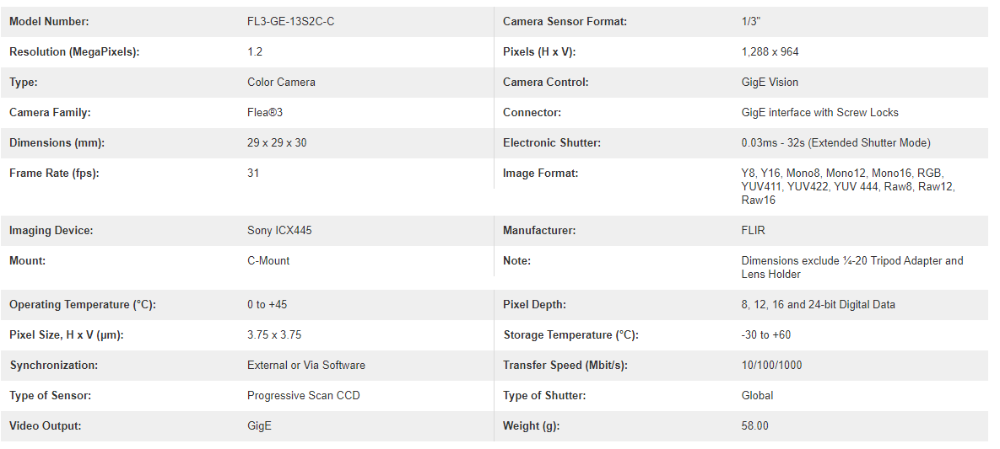 Model Number: FL3-GE-13S2C-C Camera Sensor Format: 1/3"
Resolution (MegaPixels): 1.2 Pixels (H x V): 1,288 x 964
Type: Color Camera Camera Control: GigE Vision
Camera Family: Flea®3 Connector: GigE interface with Screw Locks
Dimensions (mm): 29 x 29 x 30 Electronic Shutter: 0.03ms - 32s (Extended Shutter Mode)
Frame Rate (fps): 31 Image Format: Y8, Y16, Mono8, Mono12, Mono16, RGB,
YUV411, YUV422, YUV 444, Raw8, Raw12,
Raw16
Imaging Device: Sony ICX445 Manufacturer: FLIR
Mount: C-Mount Note: Dimensions exclude ¼-20 Tripod Adapter and
Lens Holder
Operating Temperature (°C): 0 to +45 Pixel Depth: 8, 12, 16 and 24-bit Digital Data
Pixel Size, H x V (μm): 3.75 x 3.75 Storage Temperature (°C): -30 to +60
Synchronization: External or Via Software Transfer Speed (Mbit/s): 10/100/1000
Type of Sensor: Progressive Scan CCD Type of Shutter: Global
Video Output: GigE Weight (g): 58.00